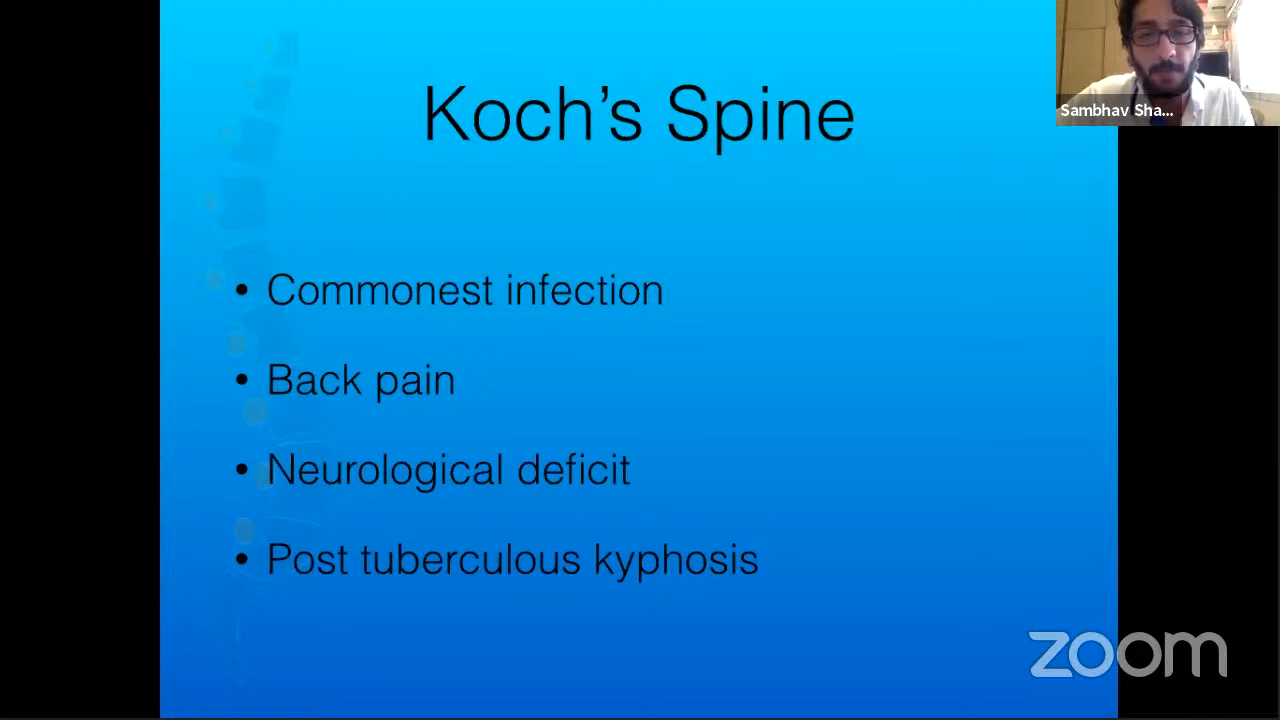 Koch’s Spine
Sambhav Sha...
• Commonest infection
• Back pain
• Neurological deficit
• Post tuberculous kyphosis
zoom